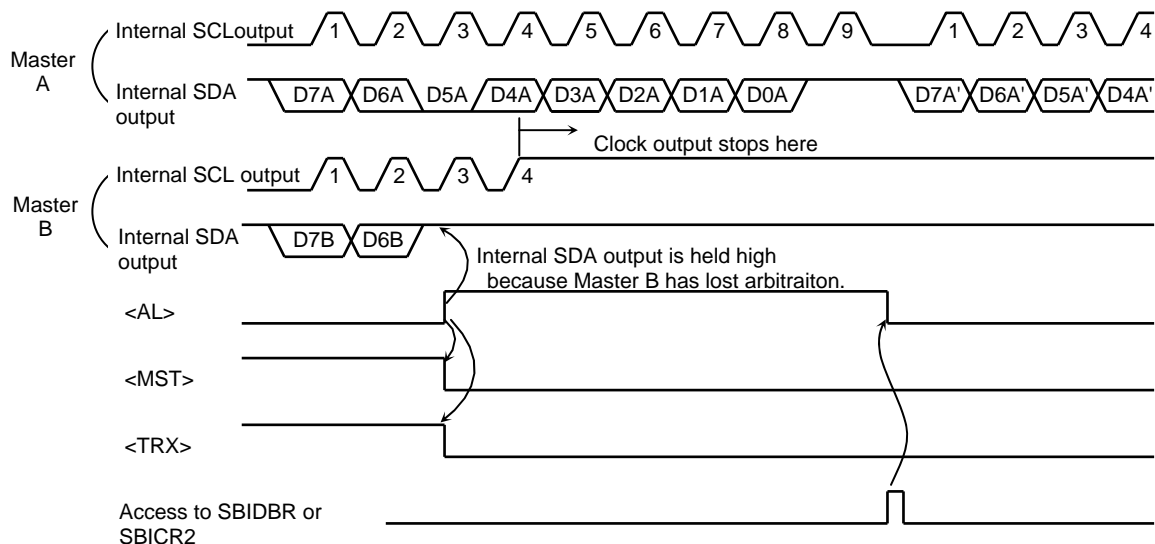 Internal SCLoutput 1 2 3 4 5 6 7 8 9 1 2 3 4
Master
A
Internal SDA
output
D7A D6A D5A D4A D3A D2A D1A D0A D7A' D6A' D5A' D4A'
Clock output stops here
Internal SCL output 1 2 3 4
Master
B
Internal SDA
output
D7B D6B
Internal SDA output is held high
because Master B has lost arbitraiton.
<AL>
<MST>
<TRX>
Access to SBIDBR or
SBICR2